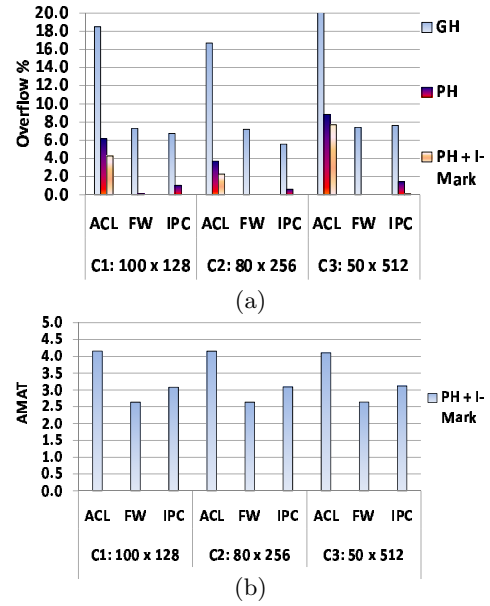 20.0
18.0
16.0
14.0
12.0
10.0
8.0
6.0
4.0
2.0
0.0
Overflow %
GH
PH
PH + I-
Mark
ACL FW IPC ACL FW IPC ACL FW IPC
C1: 100 x 128 C2: 80 x 256 C3: 50 x 512
(a)
5.0
4.5
4.0
3.5
3.0
2.5
2.0
1.5
1.0
0.5
0.0
AMAT
PH + I-
Mark
ACL FW IPC ACL FW IPC ACL FW IPC
C1: 100 x 128 C2: 80 x 256 C3: 50 x 512
(b)